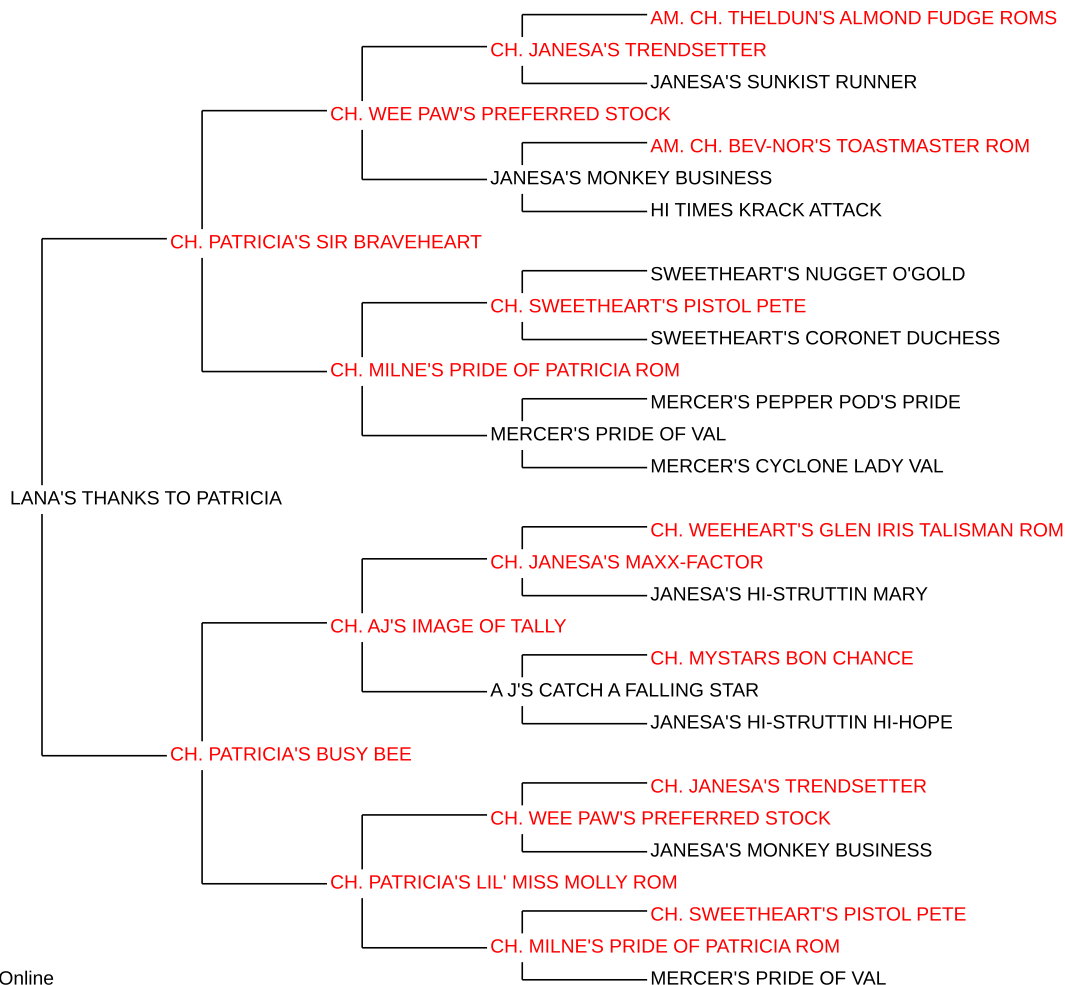 AM. CH. THELDUN'S ALMOND FUDGE ROMS
CH. JANESA'S TRENDSETTER
JANESA'S SUNKIST RUNNER
CH. WEE PAW'S PREFERRED STOCK
AM. CH. BEV-NOR'S TOASTMASTER ROM
JANESA'S MONKEY BUSINESS
HI TIMES KRACK ATTACK
CH. PATRICIA'S SIR BRAVEHEART
SWEETHEART'S NUGGET O'GOLD
CH. SWEETHEART'S PISTOL PETE
SWEETHEART'S CORONET DUCHESS
CH. MILNE'S PRIDE OF PATRICIA ROM
MERCER'S PEPPER POD'S PRIDE
MERCER'S PRIDE OF VAL
MERCER'S CYCLONE LADY VAL
LANA'S THANKS TO PATRICIA
CH. WEEHEART'S GLEN IRIS TALISMAN ROM
CH. JANESA'S MAXX-FACTOR
JANESA'S HI-STRUTTIN MARY
CH. AJ'S IMAGE OF TALLY
CH. MYSTARS BON CHANCE
A J'S CATCH A FALLING STAR
JANESA'S HI-STRUTTIN HI-HOPE
CH. PATRICIA'S BUSY BEE
CH. JANESA'S TRENDSETTER
CH. WEE PAW'S PREFERRED STOCK
JANESA'S MONKEY BUSINESS
CH. PATRICIA'S LIL' MISS MOLLY ROM
CH. SWEETHEART'S PISTOL PETE
CH. MILNE'S PRIDE OF PATRICIA ROM
MERCER'S PRIDE OF VAL
Online